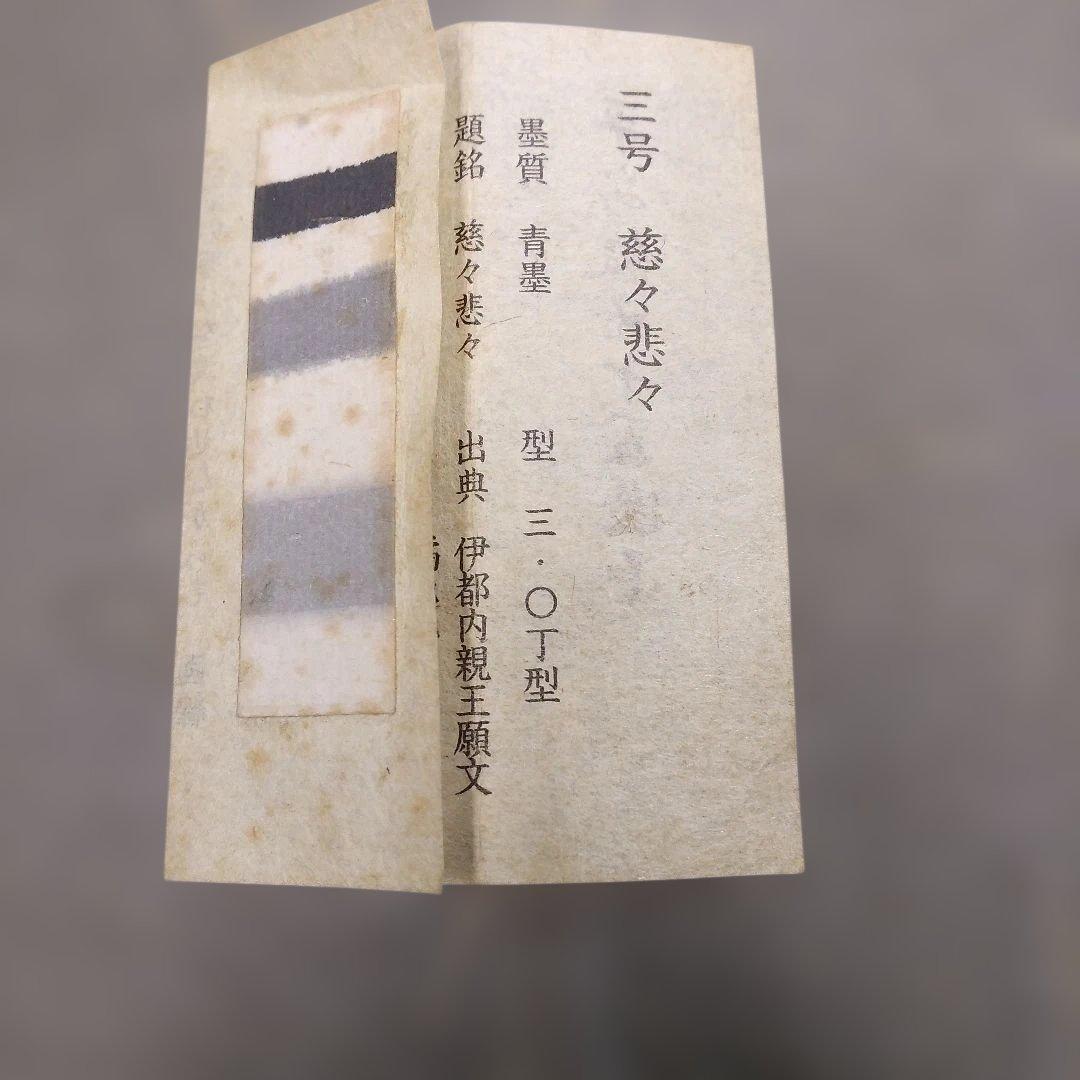 三号 慈々悲々
墨質 青墨 型 三・〇丁型
題銘 慈々悲々 出典 伊都内親王願文